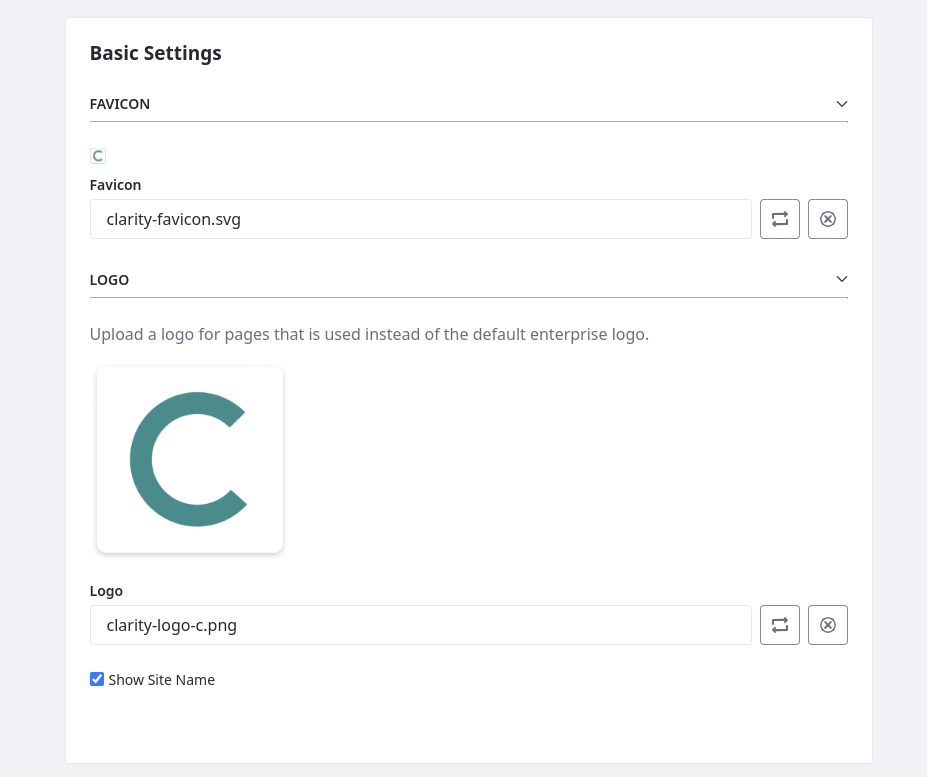 Basic Settings
FAVICON
C
Favicon
clarity-favicon.svg
LOGO
Upload a logo for pages that is used instead of the default enterprise logo.
C
Logo
clarity-logo-c.png
Show Site Name